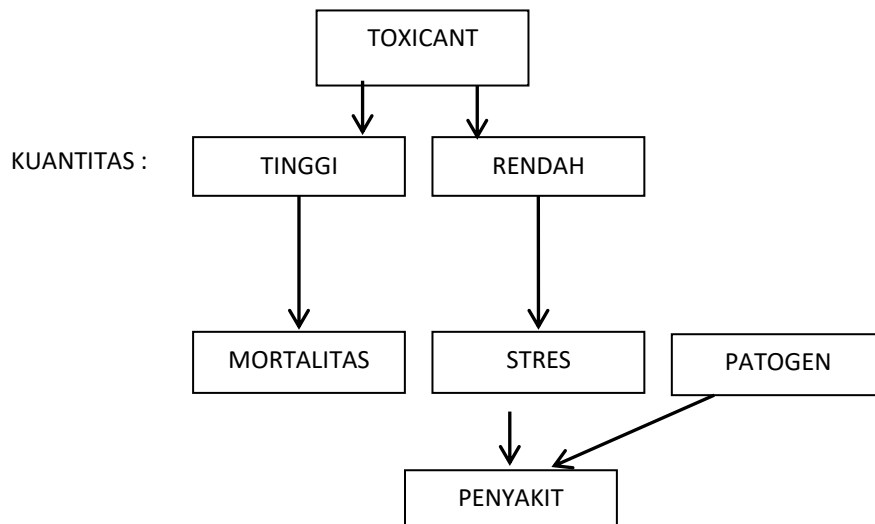 TOXICANT
KUANTITAS :
TINGGI
RENDAH
MORTALITAS
STRES
PATOGEN
PENYAKIT